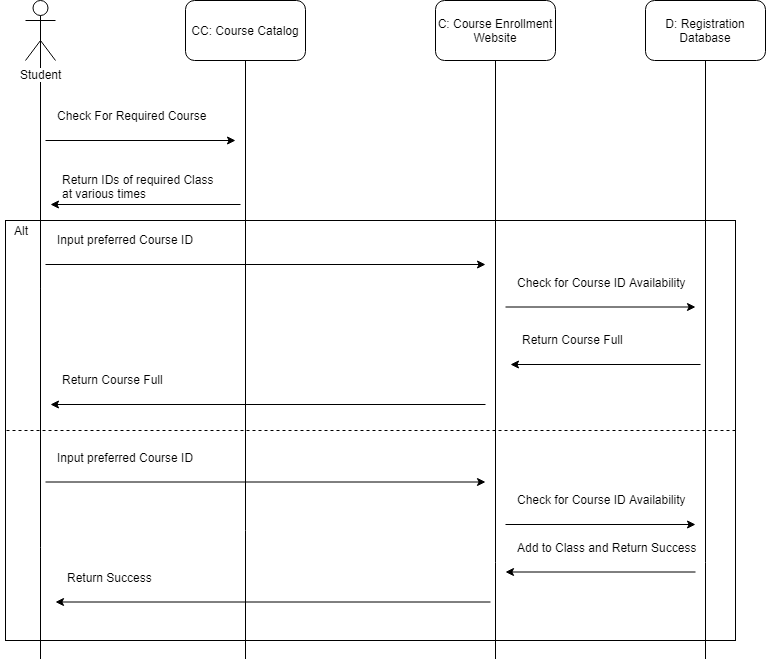 CC: Course Catalog
C: Course Enrollment
Website
D: Registration
Database
Student
Check For Required Course
Return IDs of required Class
at various times
Alt
Input preferred Course ID
Check for Course ID Availability
Return Course Full
Return Course Full
Input preferred Course ID
Check for Course ID Availability
Add to Class and Return Success
Return Success